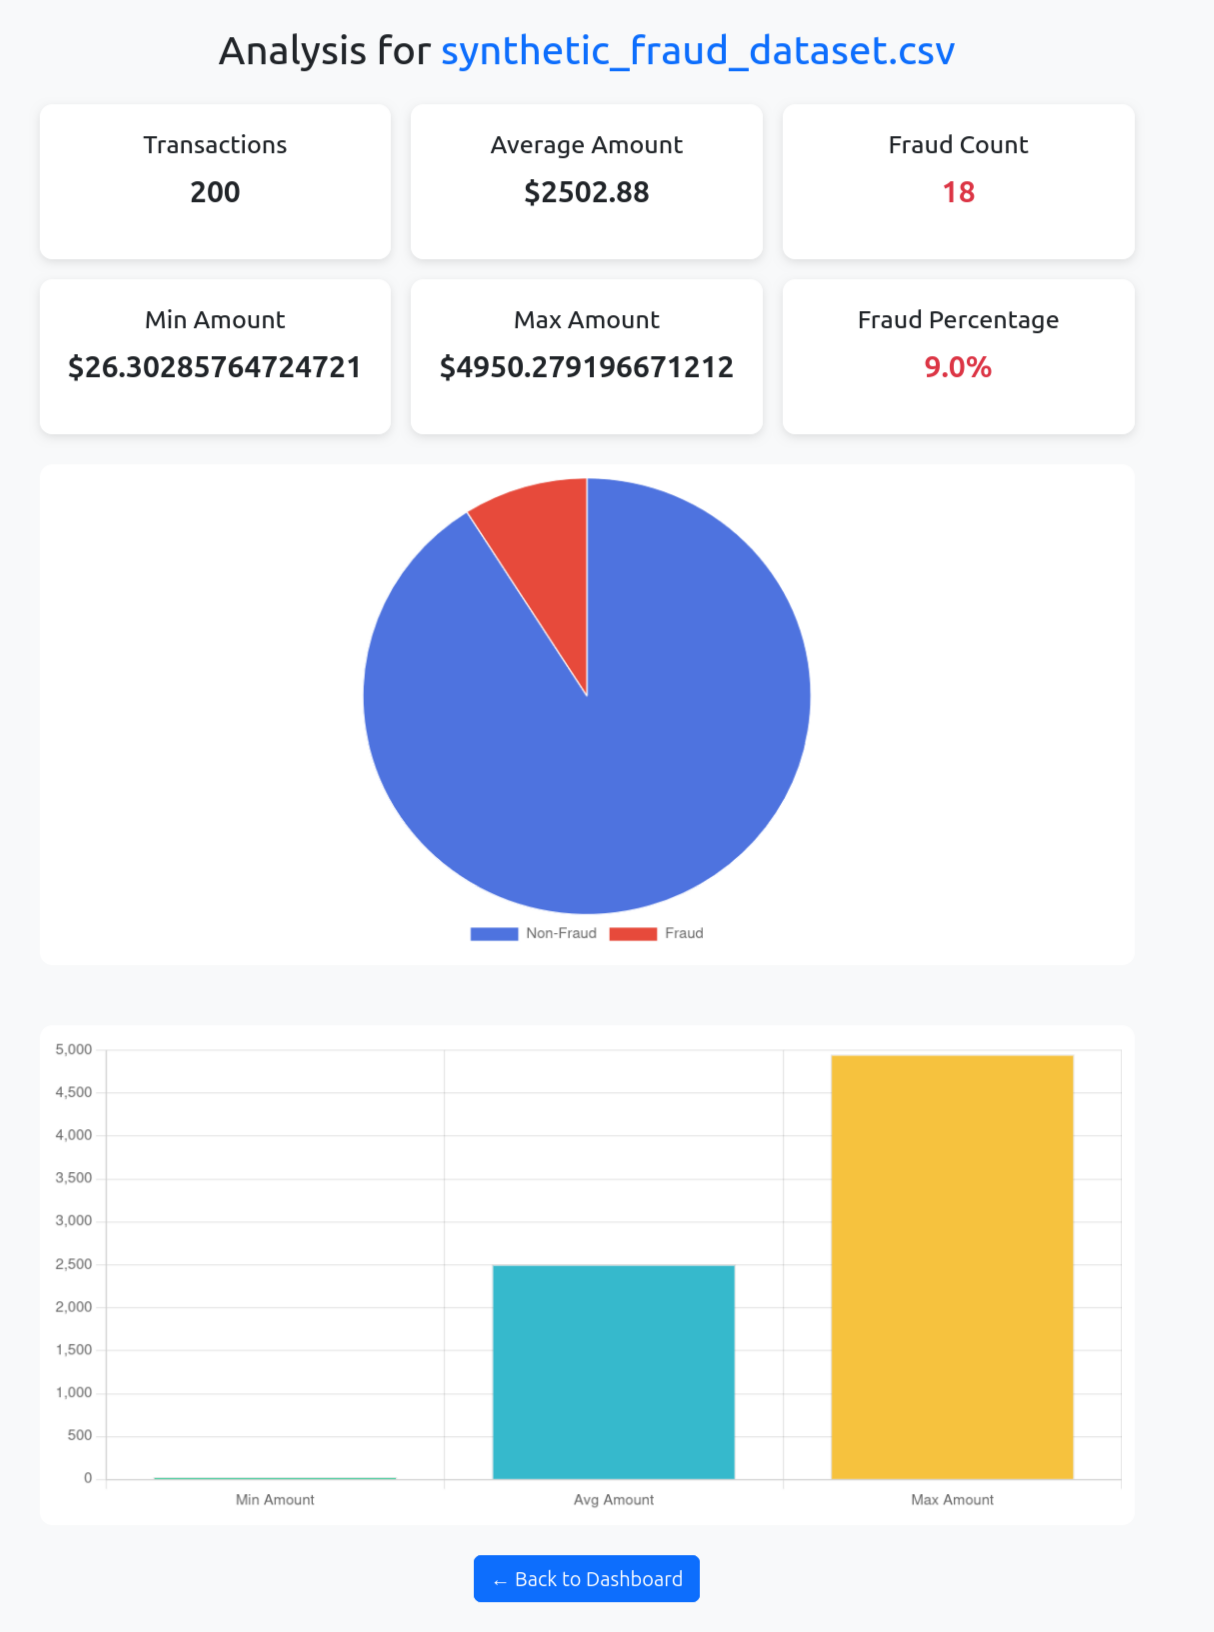 Analysis for synthetic_fraud_dataset.csv
Transactions
200
Average Amount
$2502.88
Fraud Count
18
Min Amount
$26.30285764724721
Max Amount
$4950.279196671212
Fraud Percentage
9.0%
Non-Fraud
Fraud
5,000
4,500
4,000
3,500
3,000
2,500
2,000
1,500
1,000
500
0
Min Amount
Avg Amount
Max Amount
← Back to Dashboard